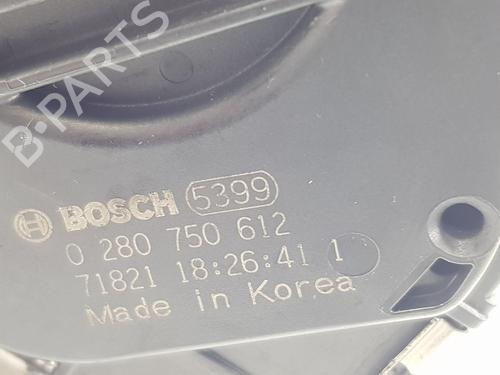 B-PARTS
BOSCH 5399
0 280 750 612
71821 18:26:41 1
Made in Korea